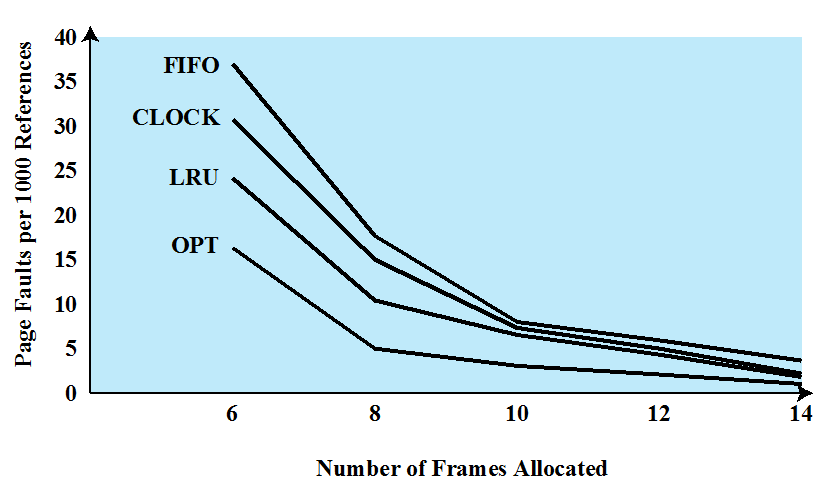 Page Faults per 1000 References
40
35
30
25
20
15
10
5
0
FIFO
CLOCK
LRU
OPT
6
8
10
12
14
Number of Frames Allocated